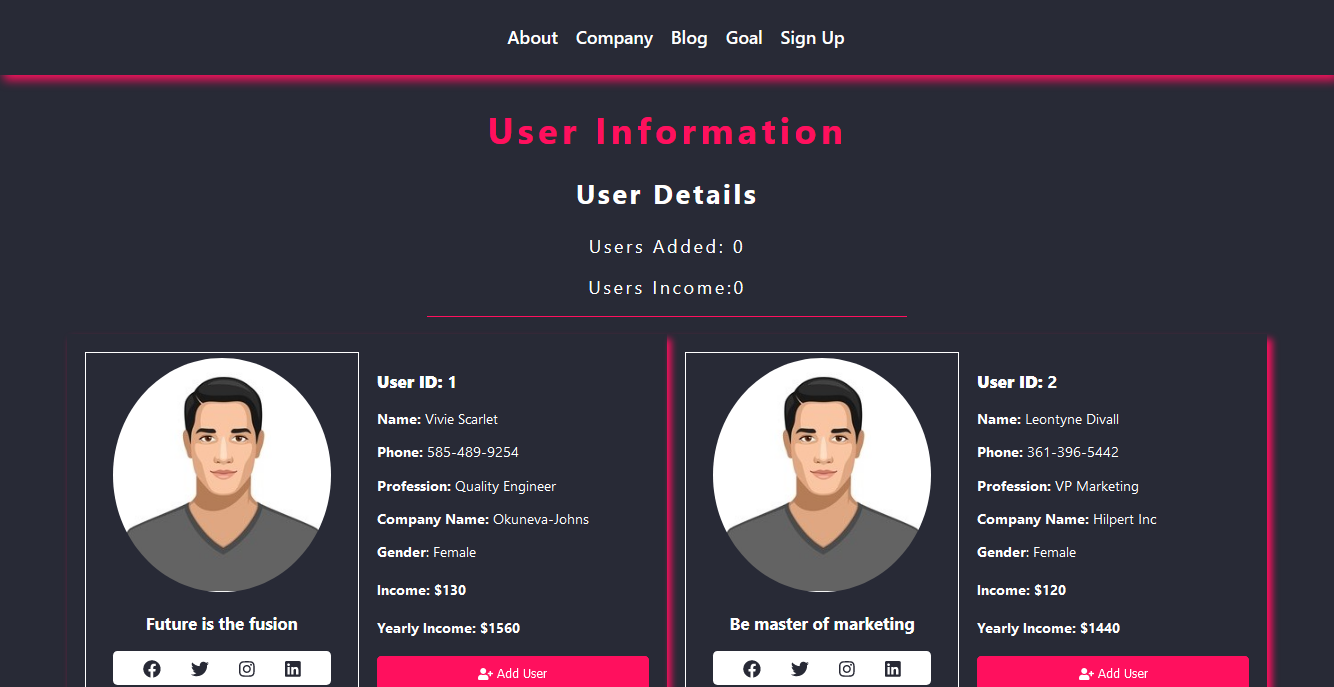 About Company Blog Goal Sign Up
User Information
User Details
Users Added: 0
Users Income:0
User ID: 1
Name: Vivie Scarlet
Phone: 585-489-9254
Profession: Quality Engineer
Company Name: Okuneva-Johns
Gender: Female
Income: $130
Yearly Income: $1560
Future is the fusion
Add User
User ID: 2
Name: Leontyne Divall
Phone: 361-396-5442
Profession: VP Marketing
Company Name: Hilpert Inc
Gender: Female
Income: $120
Yearly Income: $1440
Be master of marketing
Add User